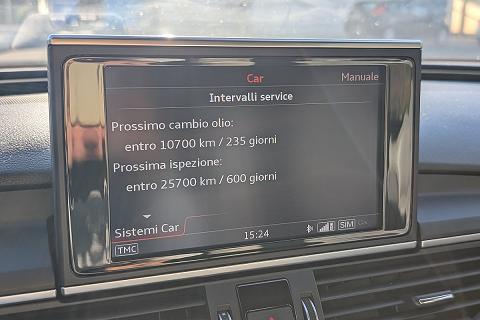 Car
Manuale
Intervalli service
Prossimo cambio olio:
entro 10700 km / 235 giorni
Prossima ispezione:
entro 25700 km / 600 giorni
Sistemi Car
TMC
15:24
SIM